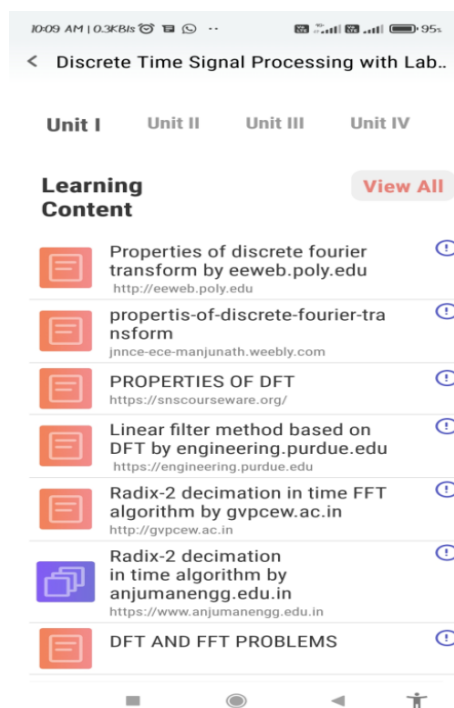 10:09 AM | 0.3KB/s
95%
< Discrete Time Signal Processing with Lab..
Unit I Unit II Unit III Unit IV
Learning
Content
View All
Properties of discrete fourier
transform by eeweb.poly.edu
http://eeweb.poly.edu
propertis-of-discrete-fourier-tra
nsform
jnnce-ece-manjunath.weebly.com
PROPERTIES OF DFT
https://snscourseware.org/
Linear filter method based on
DFT by engineering.purdue.edu
https://engineering.purdue.edu
Radix-2 decimation in time FFT
algorithm by gvpcew.ac.in
http://gvpcew.ac.in
Radix-2 decimation
in time algorithm by
anjumanengg.edu.in
https://www.anjumanengg.edu.in
DFT AND FFT PROBLEMS